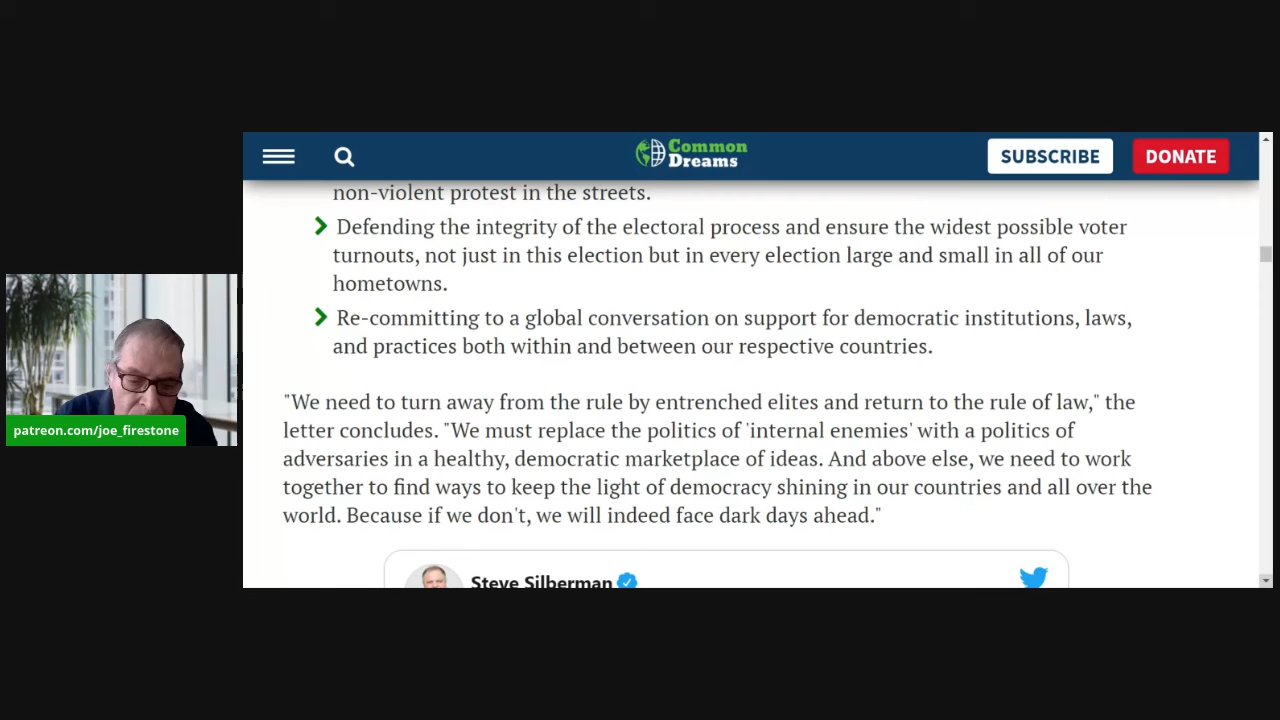 Common
Dreams
SUBSCRIBE
DONATE
non-violent protest in the streets.
Defending the integrity of the electoral process and ensure the widest possible voter
turnouts, not just in this election but in every election large and small in all of our
hometowns.
Re-committing to a global conversation on support for democratic institutions, laws,
and practices both within and between our respective countries.
"We need to turn away from the rule by entrenched elites and return to the rule of law," the
letter concludes. "We must replace the politics of 'internal enemies' with a politics of
adversaries in a healthy, democratic marketplace of ideas. And above else, we need to work
together to find ways to keep the light of democracy shining in our countries and all over the
world. Because if we don't, we will indeed face dark days ahead."
Steve Silberman
patreon.com/joe_firestone